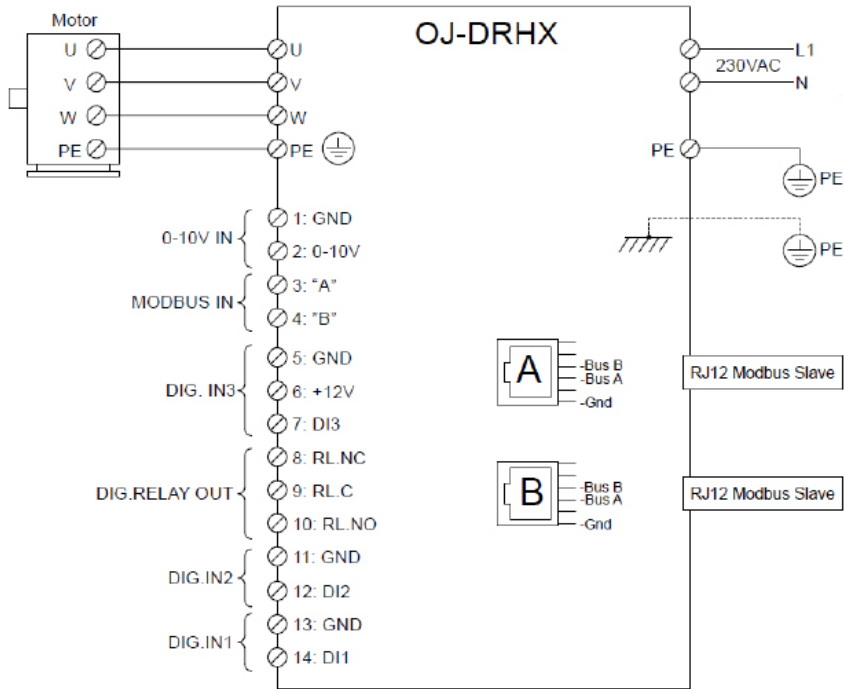 OJ-DRHX
Motor
U
V
W
PE
U
V
W
PE
L1
230VAC
N
PE
PE
PE
0-10V IN
1: GND
2: 0-10V
MODBUS IN
3: "A"
4: "B"
DIG. IN3
5: GND
6: +12V
7: DI3
DIG.RELAY OUT
8: RL.NC
9: RL.C
10: RL.NO
DIG.IN2
11: GND
12: DI2
DIG.IN1
13: GND
14: DI1
A
-Bus B
-Bus A
-Gnd
RJ12 Modbus Slave
B
-Bus B
-Bus A
-Gnd
RJ12 Modbus Slave